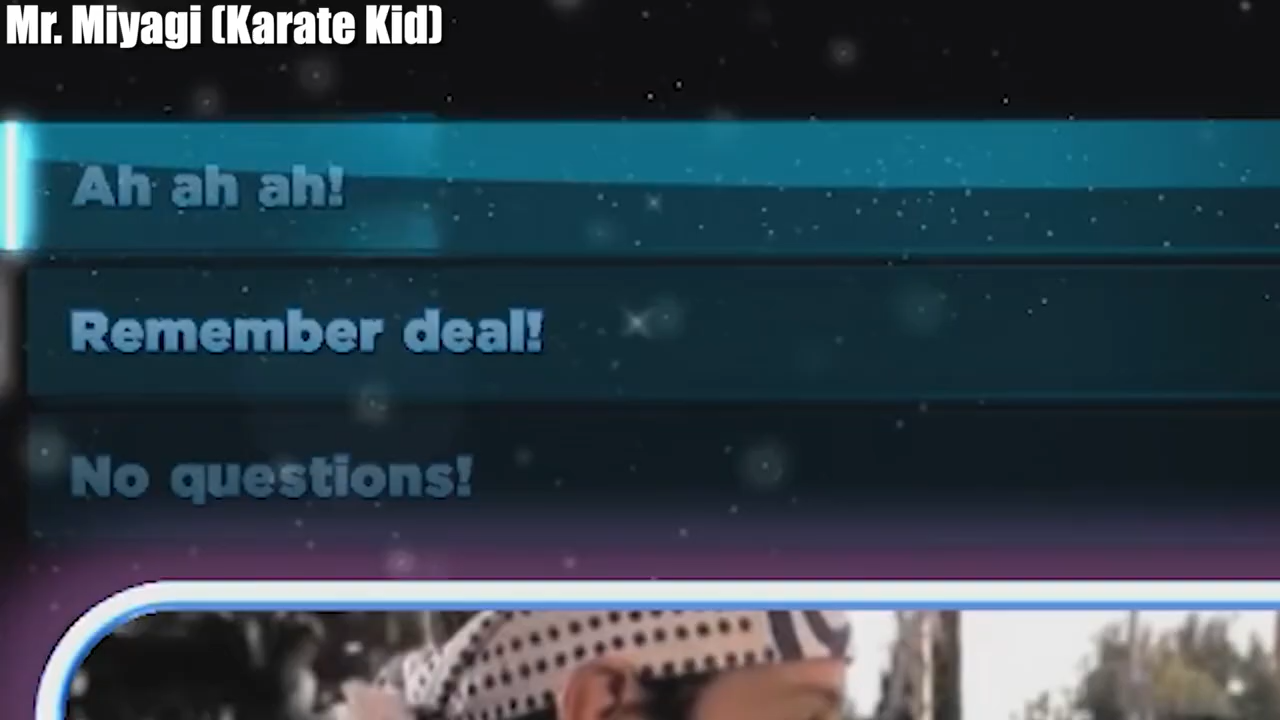 Mr. Miyagi (Karate Kid)
Ah ah ah!
Remember deal!
No questions!